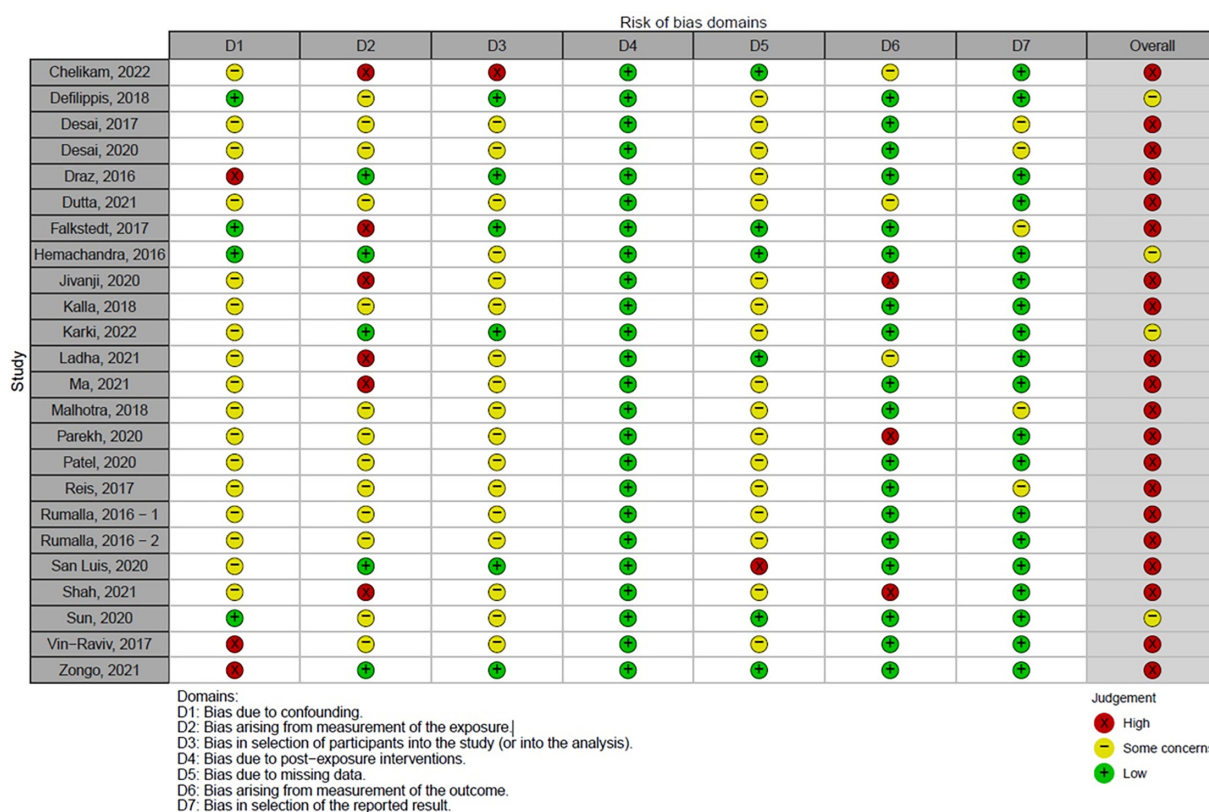 Risk of bias domains
D1 D2 D3 D4 D5 D6 D7 Overall
Study
Chelikam, 2022 − X X + + − + X
Defilippis, 2018 + − + + − + + −
Desai, 2017 − − − + − + − X
Desai, 2020 − − − + − + − X
Draz, 2016 X + + + − + + X
Dutta, 2021 − − − + − − + X
Falkstedt, 2017 + X + + + + − X
Hemachandra, 2016 + + − + + + + −
Jivanji, 2020 − X − + − X + X
Kalla, 2018 − − − + − + + X
Karki, 2022 − + + + − + + −
Ladha, 2021 − X − + + − + X
Ma, 2021 − X − + − + + X
Malhotra, 2018 − − − + − + − X
Parekh, 2020 − − − + − X + X
Patel, 2020 − − − + − + + X
Reis, 2017 − − − + − + − X
Rumalla, 2016 − 1 − − − + − + + X
Rumalla, 2016 − 2 − − − + − + + X
San Luis, 2020 − + + + X + + X
Shah, 2021 − X − + − X + X
Sun, 2020 + − − + + + + −
Vin−Raviv, 2017 X − − + − + + X
Zongo, 2021 X + + + + + + X
Domains:
D1: Bias due to confounding.
D2: Bias arising from measurement of the exposure.
D3: Bias in selection of participants into the study (or into the analysis).
D4: Bias due to post−exposure interventions.
D5: Bias due to missing data.
D6: Bias arising from measurement of the outcome.
D7: Bias in selection of the reported result.
Judgement
X High
− Some concerns
+ Low